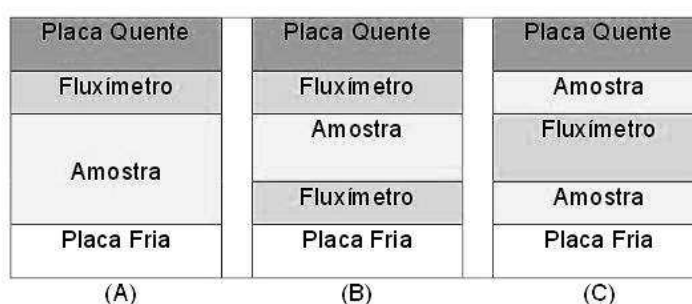 Placa Quente
Fluxímetro
Amostra
Placa Fria
(A)
Placa Quente
Fluxímetro
Amostra
Fluxímetro
Placa Fria
(B)
Placa Quente
Amostra
Fluxímetro
Amostra
Placa Fria
(C)